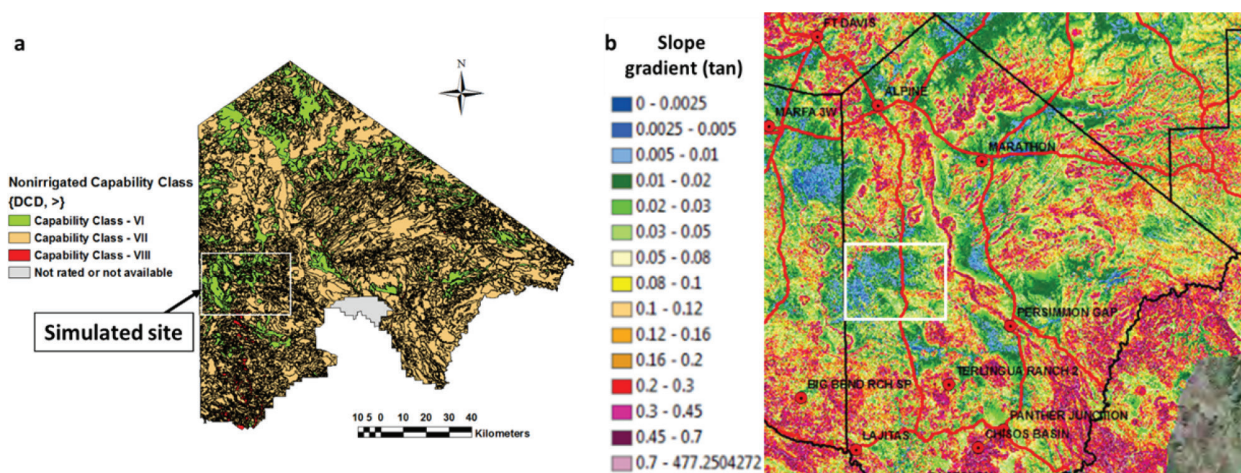 a
N
Nonirrigated Capability Class
{DCD, >}
Capability Class - VI
Capability Class - VII
Capability Class - VIII
Not rated or not available
Simulated site
10 5 0 10 20 30 40
Kilometers
b
Slope
gradient (tan)
0 - 0.0025
0.0025 - 0.005
0.005 - 0.01
0.01 - 0.02
0.02 - 0.03
0.03 - 0.05
0.05 - 0.08
0.08 - 0.1
0.1 - 0.12
0.12 - 0.16
0.16 - 0.2
0.2 - 0.3
0.3 - 0.45
0.45 - 0.7
0.7 - 477.2504272
FT DAVIS
ALPINE
MARFA 3W
MARATHON
PERSIMMON GAP
TERLINGUA RANCH 2
BIG BEND RCH SP
PANTHER JUNCTION
LAJITAS
CHISOS BASIN